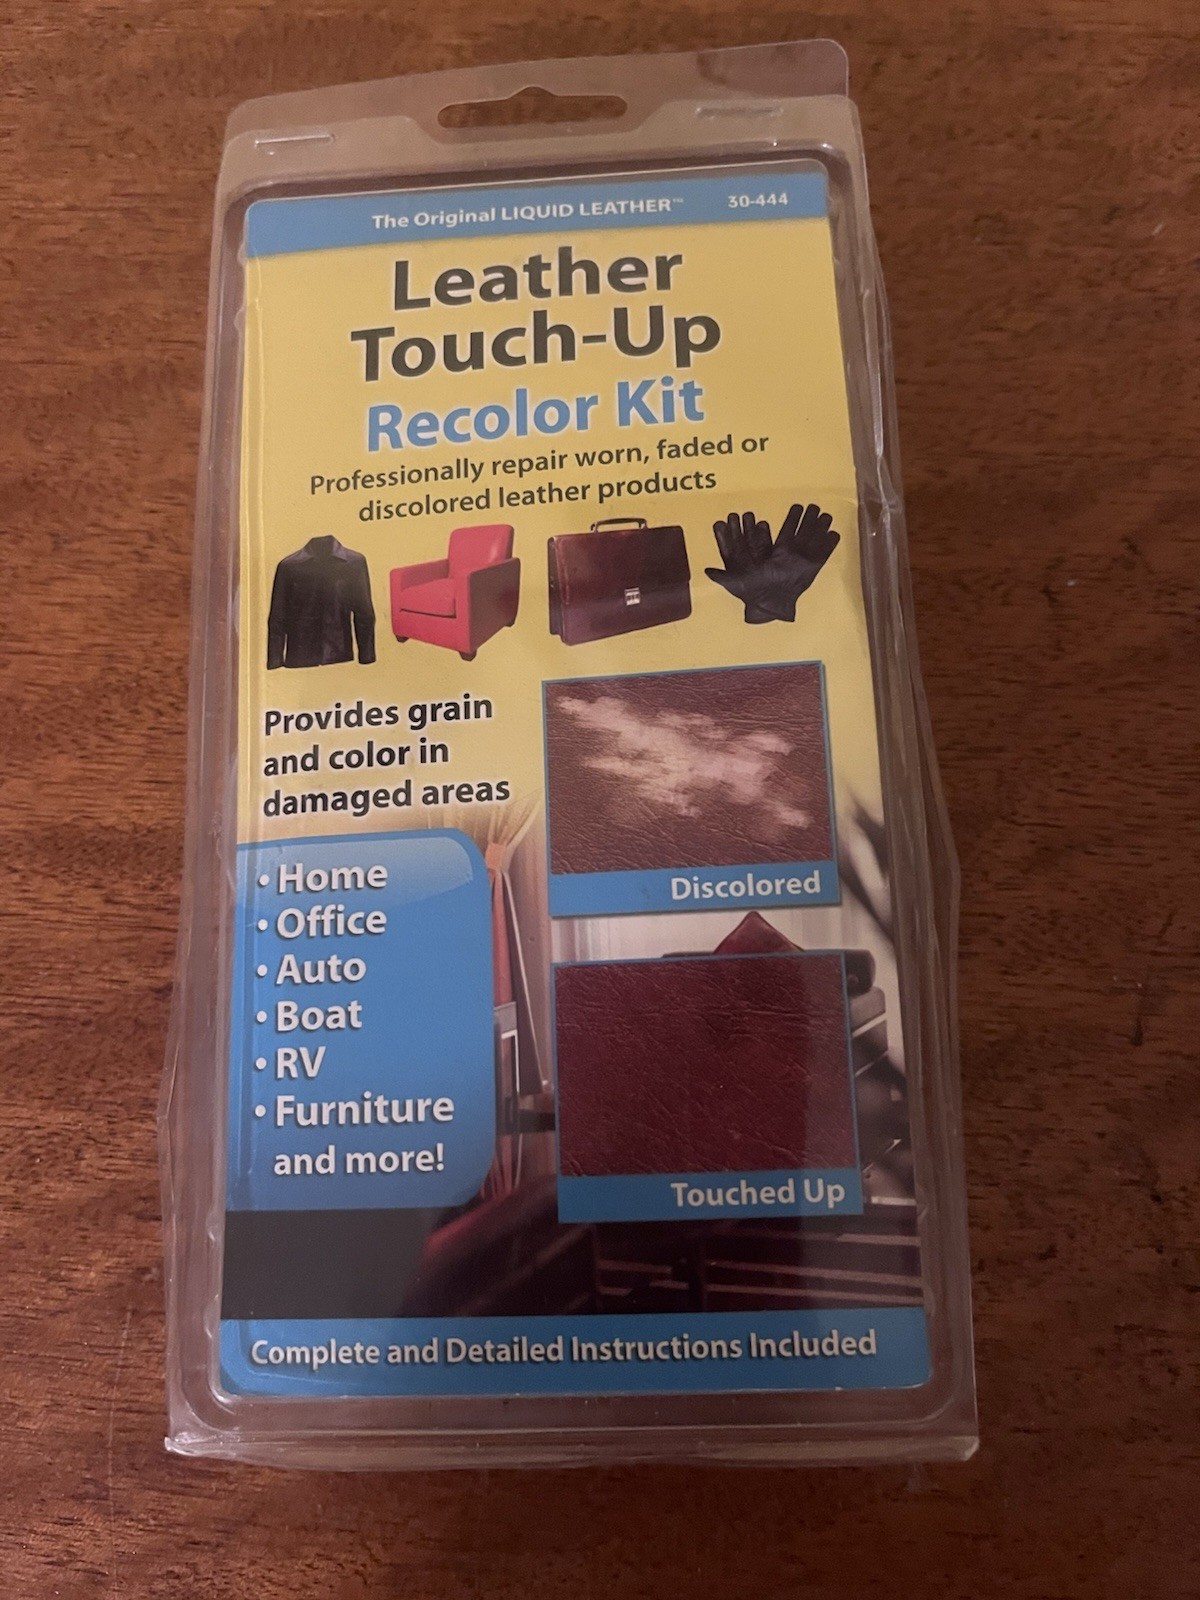 The Original LIQUID LEATHER™ 30-444
Leather
Touch-Up
Recolor Kit
Professionally repair worn, faded or
discolored leather products
Provides grain
and color in
damaged areas
• Home
• Office
• Auto
• Boat
• RV
• Furniture
and more!
Discolored
Touched Up
Complete and Detailed Instructions Included